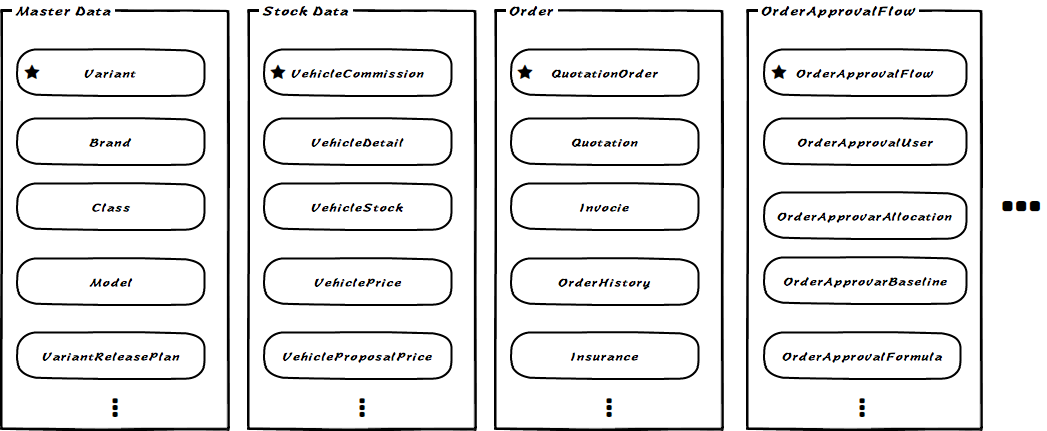 Master Data
Variant
Brand
Class
Model
VariantReleasePlan
Stock Data
VehicleCommission
VehicleDetail
VehicleStock
VehiclePrice
VehicleProposalPrice
Order
QuotationOrder
Quotation
Invocie
OrderHistory
Insurance
OrderApprovalFlow
OrderApprovalFlow
OrderApprovalUser
OrderApprovarAllocation
OrderApprovarBaseline
OrderApprovalFormula